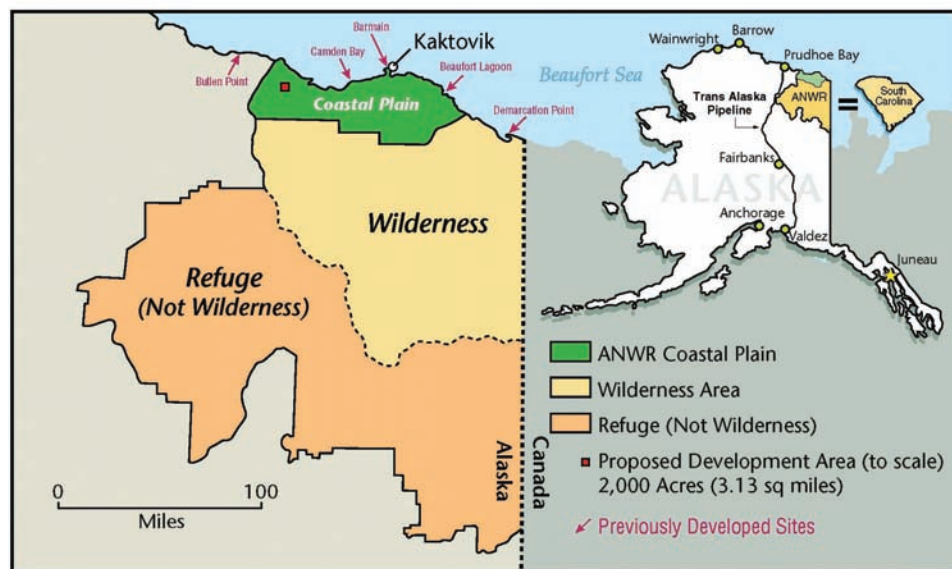 Bullen Point
Camden Bay
Barmain
Kaktovik
Beaufort Lagoon
Demarcation Point
Coastal Plain
Wilderness
Refuge
(Not Wilderness)
0
100
Miles
Alaska
Canada
Beaufort Sea
Wainwright
Barrow
Prudhoe Bay
ANWR
=
South
Carolina
Trans Alaska
Pipeline
Fairbanks
ALASKA
Anchorage
Valdez
Juneau
ANWR Coastal Plain
Wilderness Area
Refuge (Not Wilderness)
Proposed Development Area (to scale)
2,000 Acres (3.13 sq miles)
Previously Developed Sites